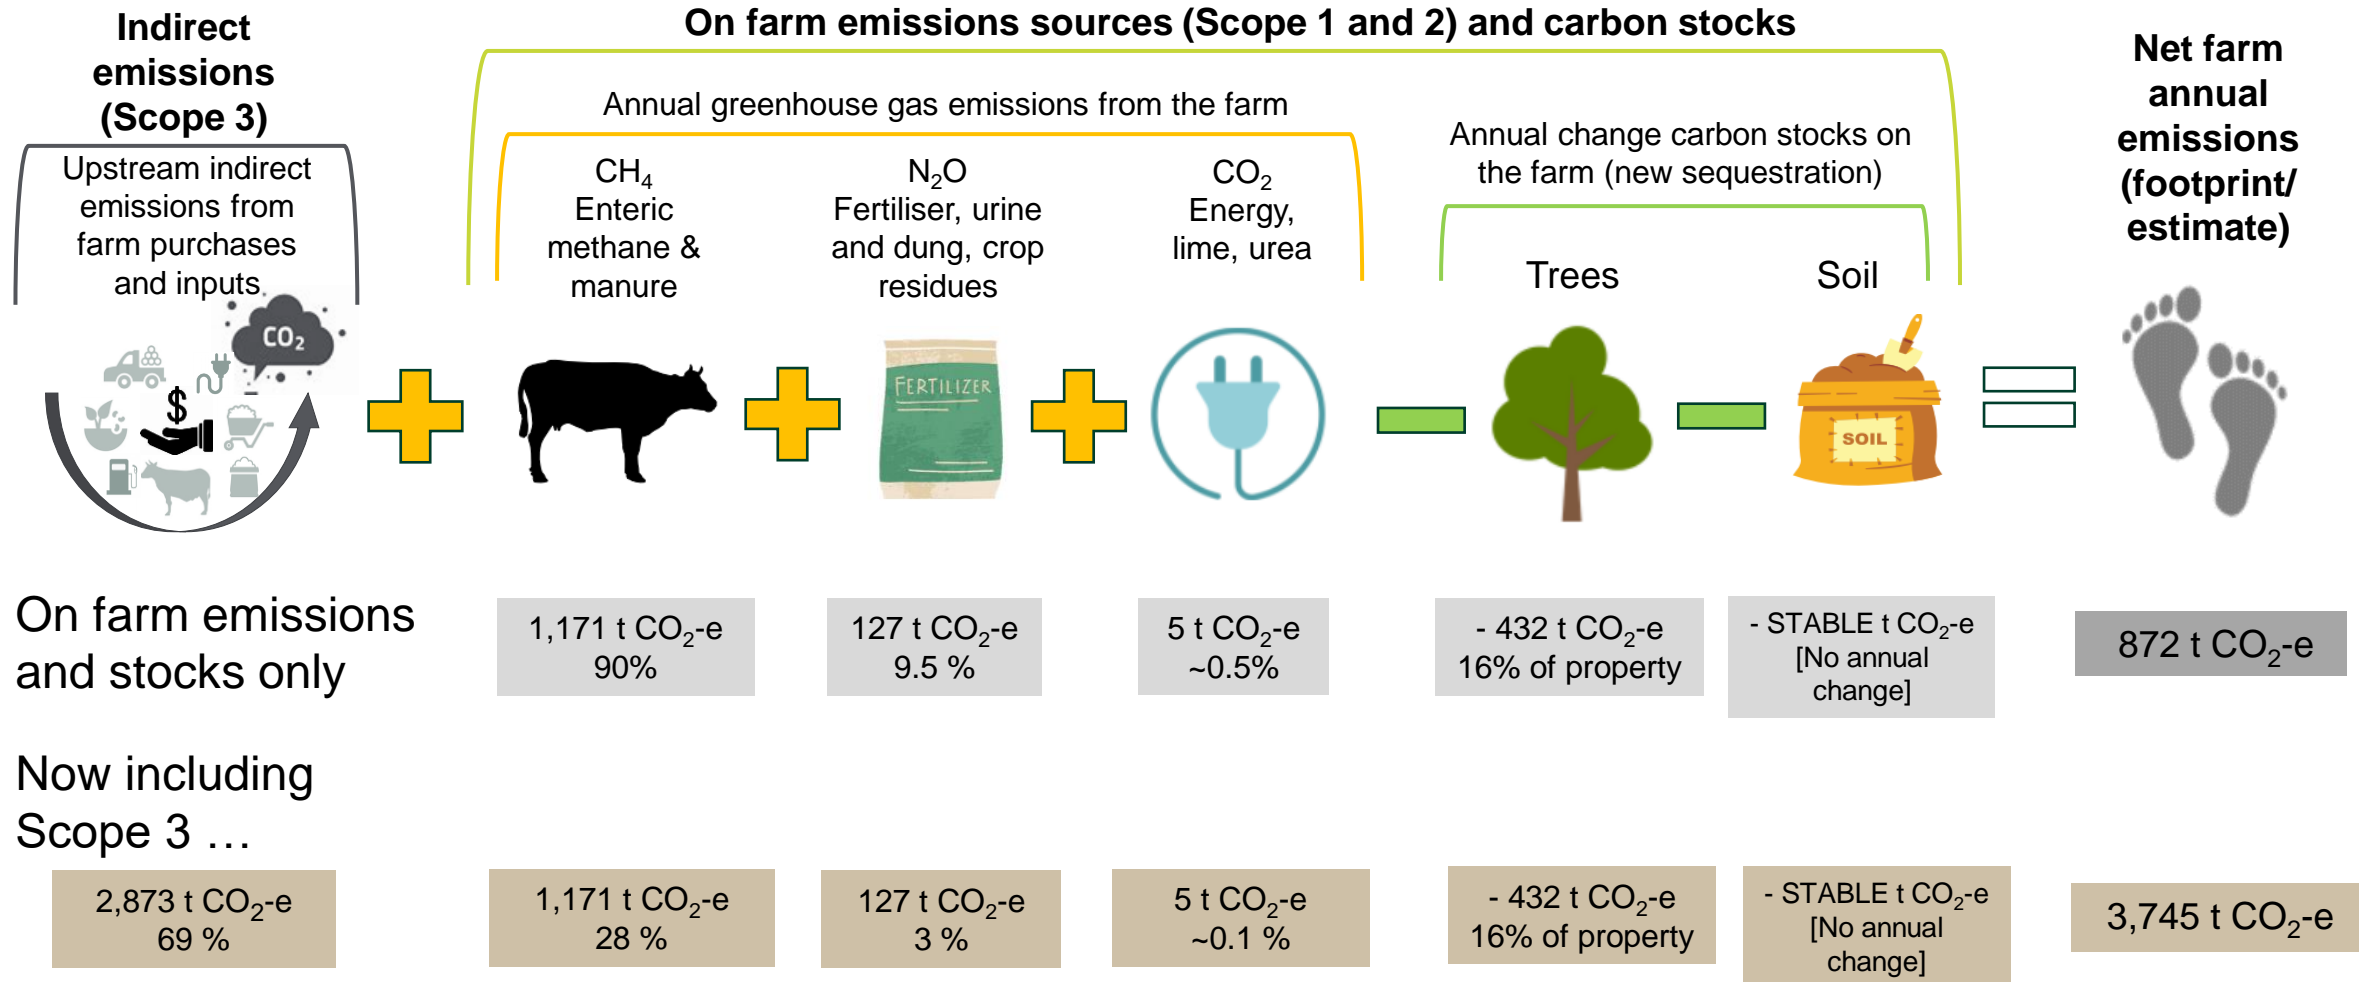 Indirect
emissions
(Scope 3)
Upstream indirect
emissions from
farm purchases
and inputs
CO2
$
On farm emissions sources (Scope 1 and 2) and carbon stocks
Annual greenhouse gas emissions from the farm
CH4
Enteric
methane &
manure
N2O
Fertiliser, urine
and dung, crop
residues
FERTILIZER
CO2
Energy,
lime, urea
Annual change carbon stocks on
the farm (new sequestration)
Trees
Soil
SOIL
Net farm
annual
emissions
(footprint/
estimate)
On farm emissions
and stocks only
1,171 t CO2-e
90%
127 t CO2-e
9.5 %
5 t CO2-e
~0.5%
- 432 t CO2-e
16% of property
- STABLE t CO2-e
[No annual
change]
872 t CO2-e
Now including
Scope 3 …
2,873 t CO2-e
69 %
1,171 t CO2-e
28 %
127 t CO2-e
3 %
5 t CO2-e
~0.1 %
- 432 t CO2-e
16% of property
- STABLE t CO2-e
[No annual
change]
3,745 t CO2-e